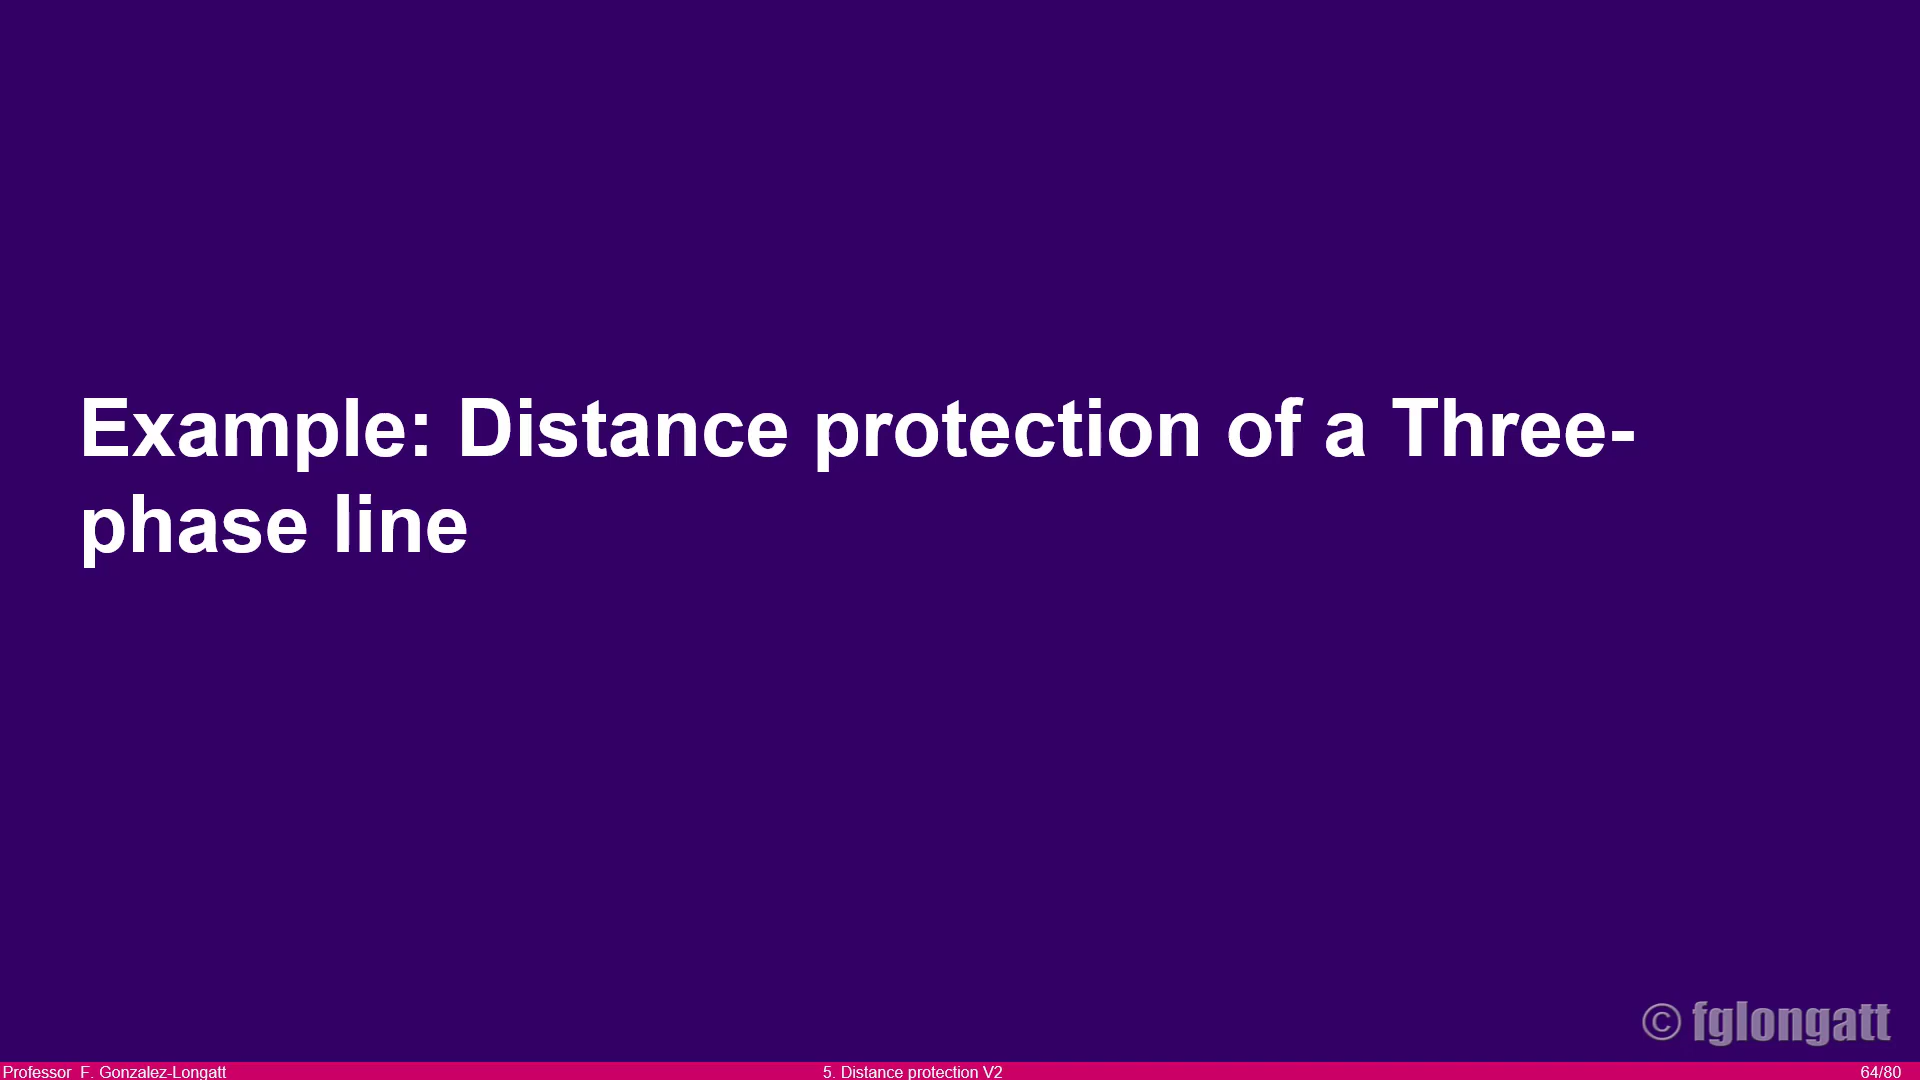 Example: Distance protection of a Three-
phase line
© fglongatt
Professor F. Gonzalez-Longatt
5. Distance protection V2
64/80